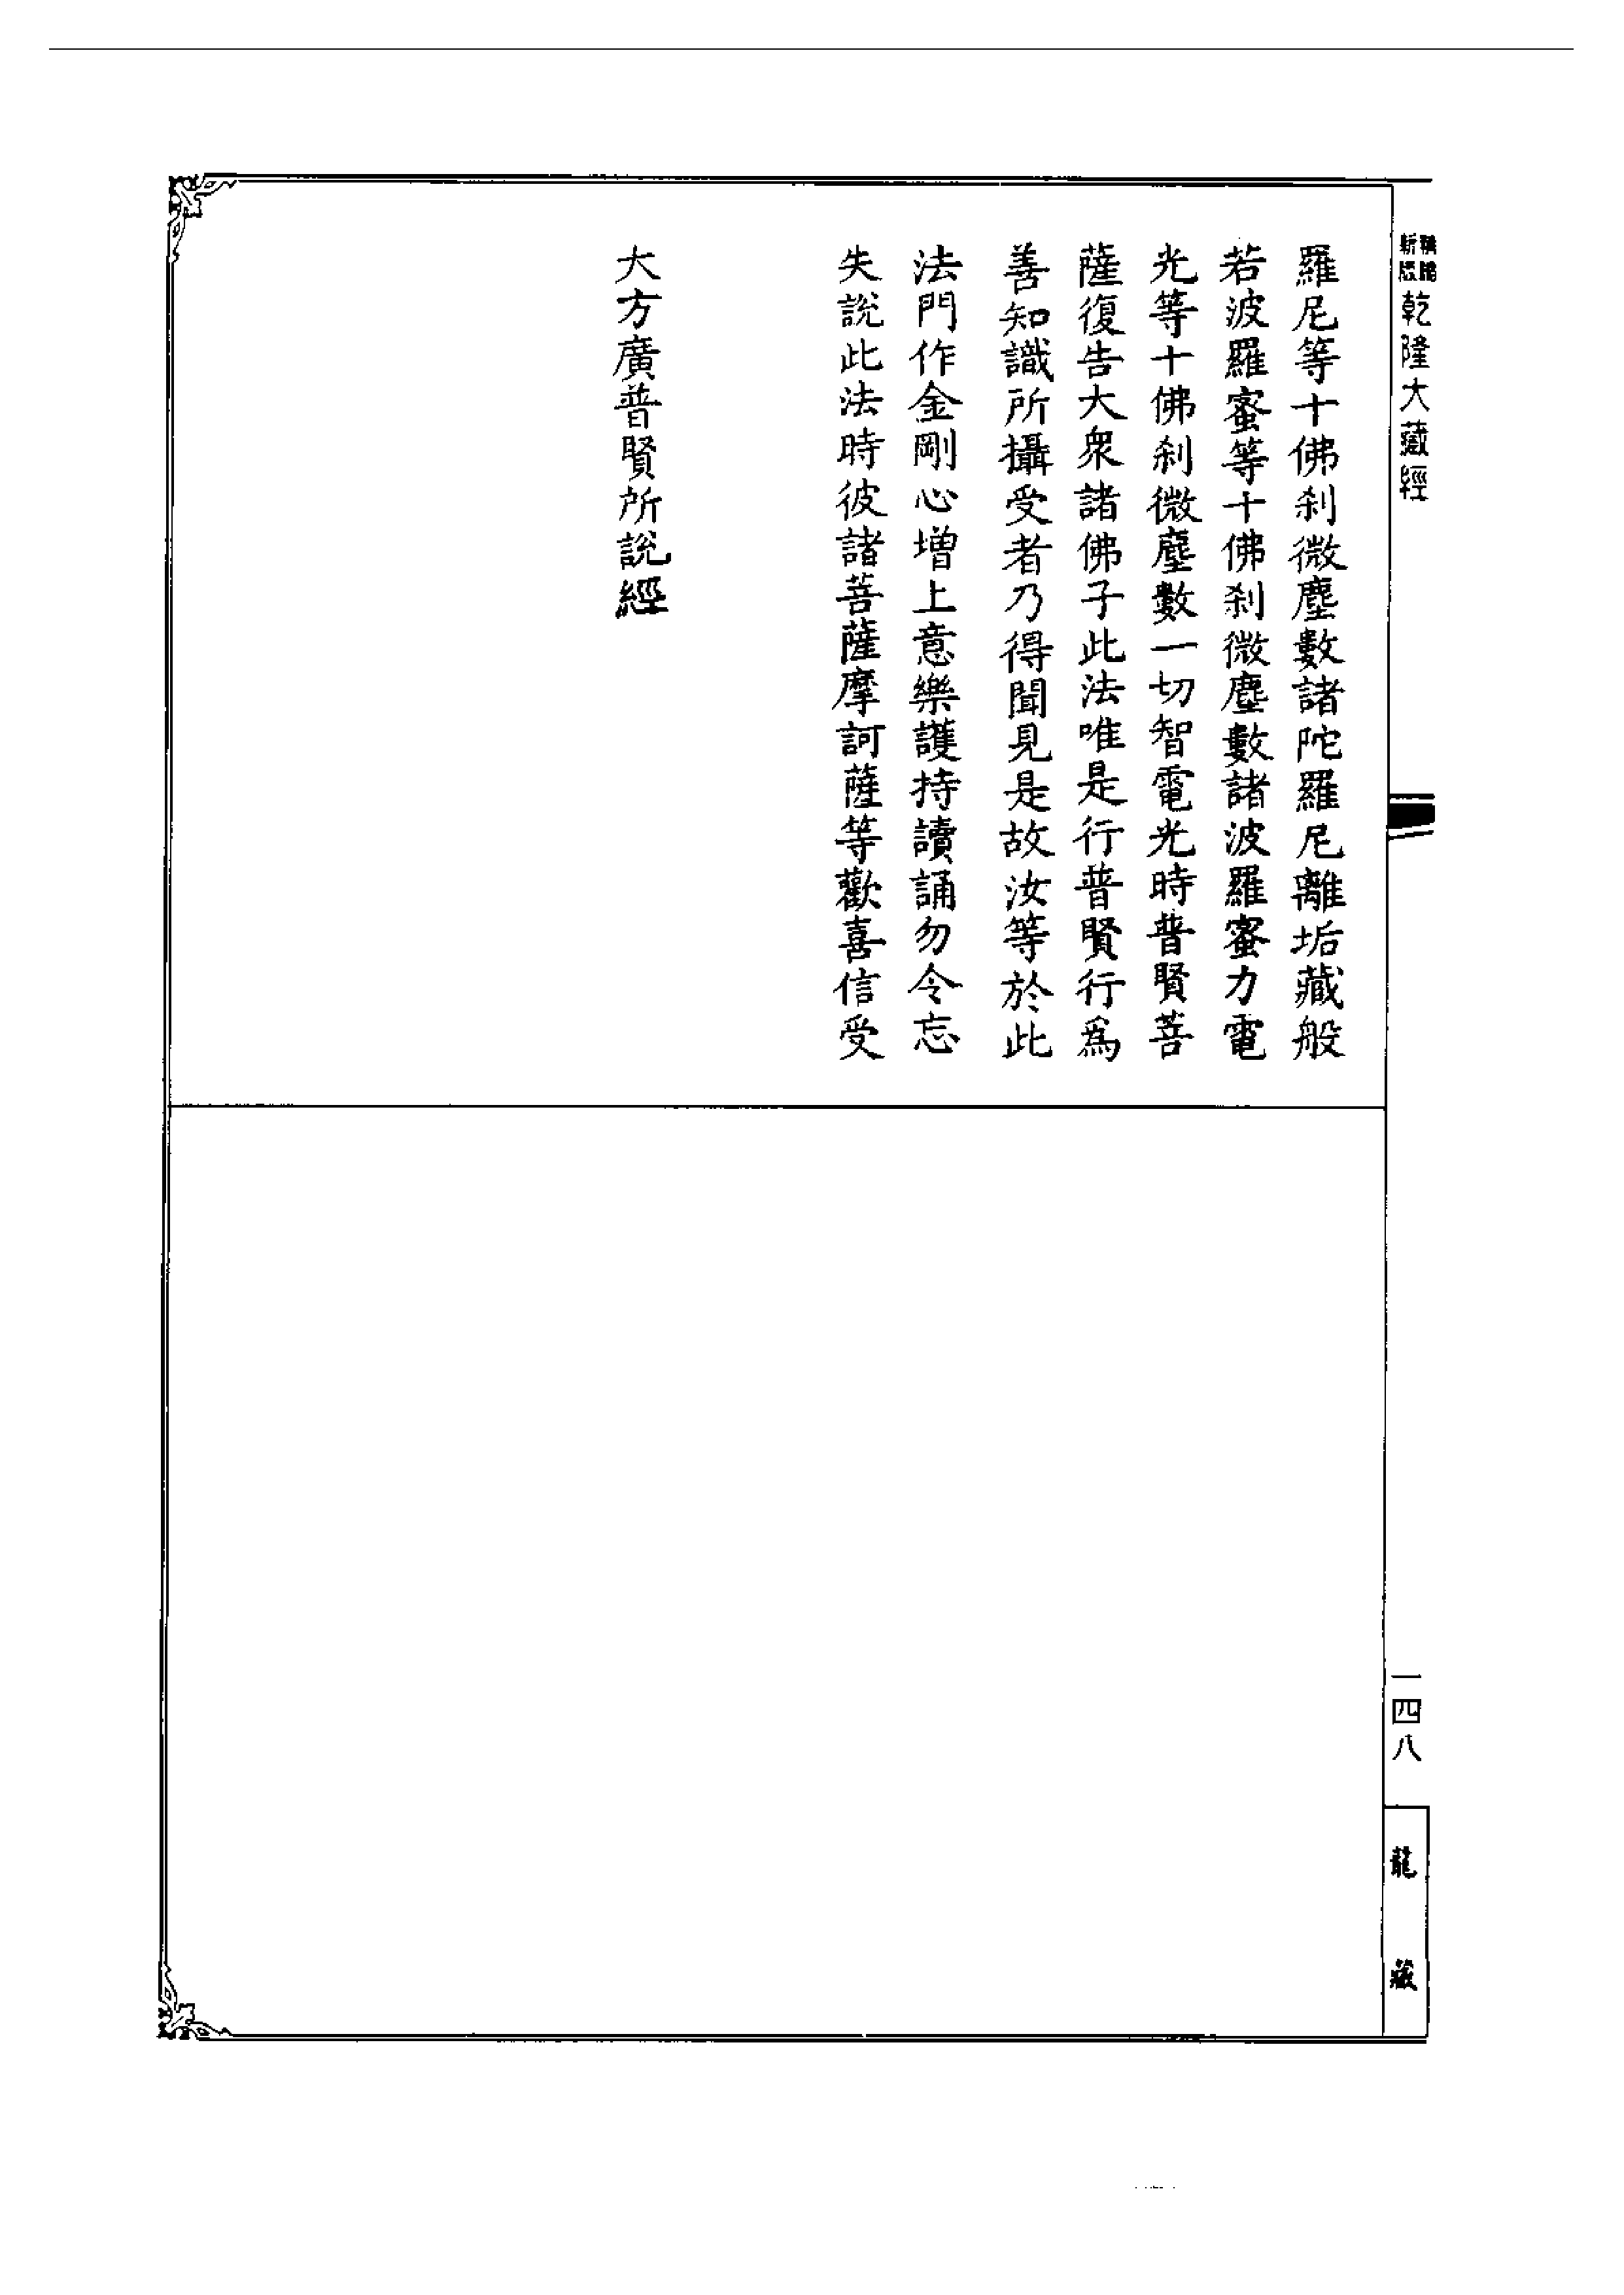 新版乾隆大藏經
羅尼等十佛刹微塵數諸陀羅尼離垢藏般
若波羅蜜等十佛刹微塵數諸波羅蜜力電
光等十佛刹微塵數一切智電光時普賢菩
薩復告大衆諸佛子此法唯是行普賢行爲
善知識所攝受者乃得聞見是故汝等於此
法門作金剛心增上意樂護持讀誦勿令忘
失說此法時彼諸菩薩摩訶薩等歡喜信受
大方廣普賢所說經
一四八
龍藏